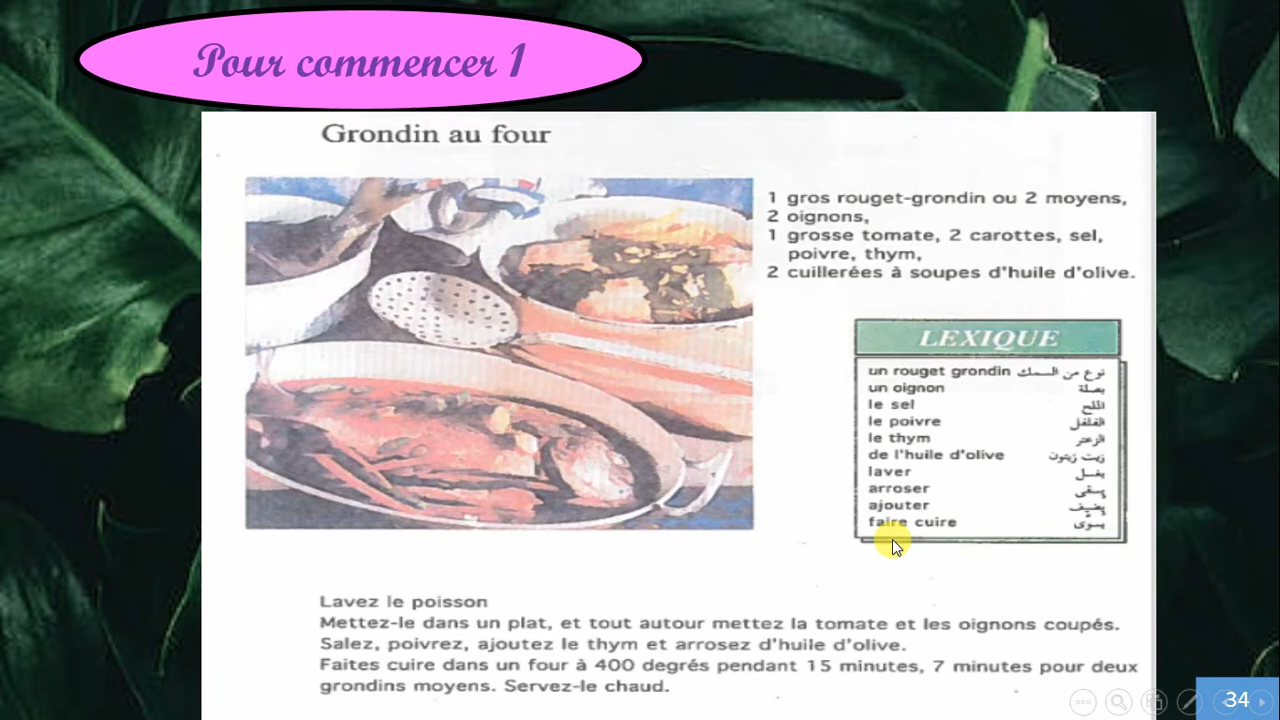 Pour commencer 1
Grondin au four
1 gros rouget-grondin ou 2 moyens,
2 oignons,
1 grosse tomate, 2 carottes, sel,
poivre, thym,
2 cuillerées à soupes d'huile d'olive.
LEXIQUE
un rouget grondin نوع من السمك
un oignon بصلة
le sel الملح
le poivre الفلفل
le thym الزعتر
de l'huile d'olive زيت زيتون
laver يغسل
arroser يسقى
ajouter يضيف
faire cuire يسوى
Lavez le poisson
Mettez-le dans un plat, et tout autour mettez la tomate et les oignons coupés.
Salez, poivrez, ajoutez le thym et arrosez d'huile d'olive.
Faites cuire dans un four à 400 degrés pendant 15 minutes, 7 minutes pour deux
grondins moyens. Servez-le chaud.
34